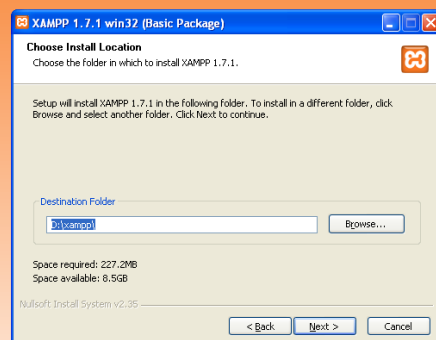 XAMPP 1.7.1 win32 (Basic Package)
Choose Install Location
Choose the folder in which to install XAMPP 1.7.1.
Setup will install XAMPP 1.7.1 in the following folder. To install in a different folder, click
Browse and select another folder. Click Next to continue.
Destination Folder
D:\xampp\
Browse...
Space required: 227.2MB
Space available: 8.5GB
Nullsoft Install System v2.35
< Back Next > Cancel